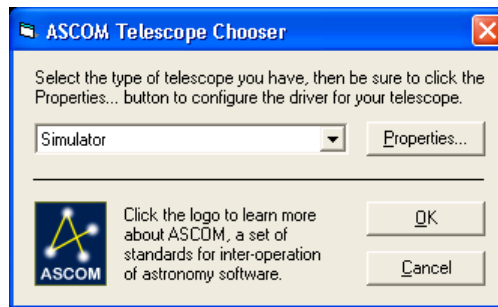 ASCOM Telescope Chooser
Select the type of telescope you have, then be sure to click the
Properties... button to configure the driver for your telescope.
Simulator
Properties...
Click the logo to learn more
about ASCOM, a set of
standards for inter-operation
of astronomy software.
ASCOM
OK
Cancel